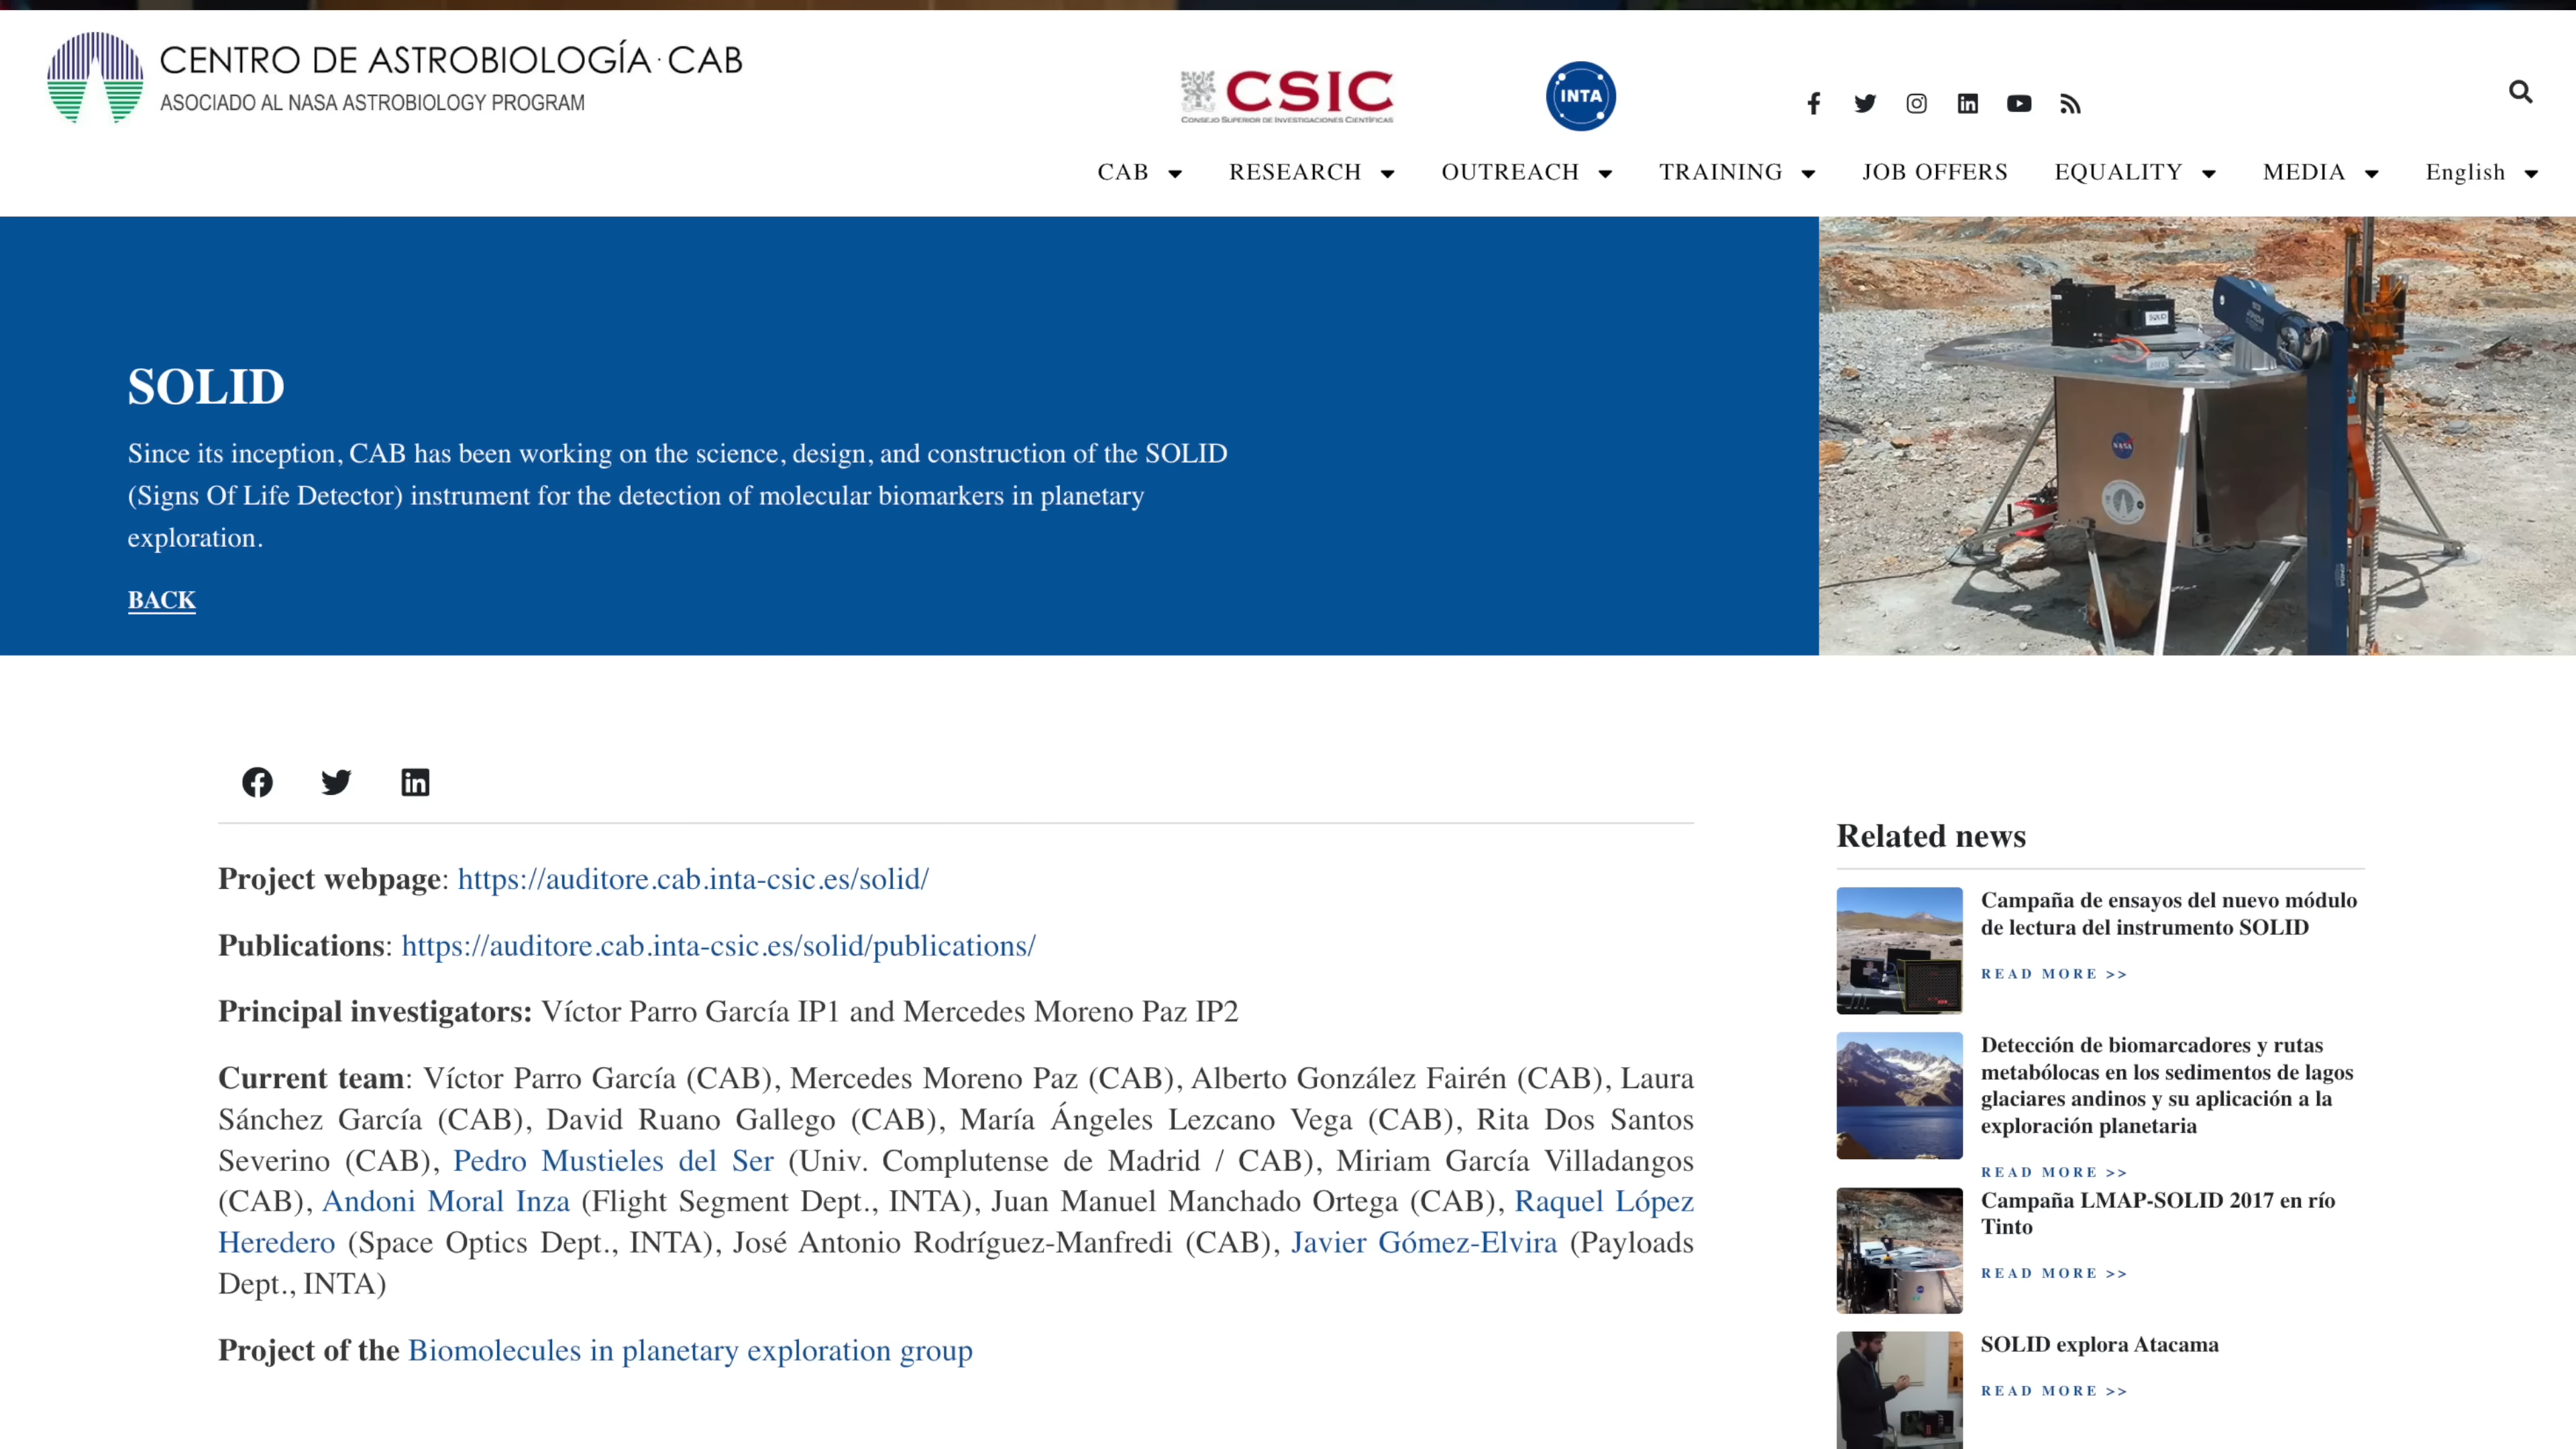 CENTRO DE ASTROBIOLOGÍA · CAB
ASOCIADO AL NASA ASTROBIOLOGY PROGRAM
CSIC
CONSEJO SUPERIOR DE INVESTIGACIONES CIENTÍFICAS
INTA
CAB
RESEARCH
OUTREACH
TRAINING
JOB OFFERS
EQUALITY
MEDIA
English
SOLID
Since its inception, CAB has been working on the science, design, and construction of the SOLID
(Signs Of Life Detector) instrument for the detection of molecular biomarkers in planetary
exploration.
BACK
SOLID
NASA
Project webpage: https://auditore.cab.inta-csic.es/solid/
Publications: https://auditore.cab.inta-csic.es/solid/publications/
Principal investigators: Víctor Parro García IP1 and Mercedes Moreno Paz IP2
Current team: Víctor Parro García (CAB), Mercedes Moreno Paz (CAB), Alberto González Fairén (CAB), Laura
Sánchez García (CAB), David Ruano Gallego (CAB), María Ángeles Lezcano Vega (CAB), Rita Dos Santos
Severino (CAB), Pedro Mustieles del Ser (Univ. Complutense de Madrid / CAB), Miriam García Villadangos
(CAB), Andoni Moral Inza (Flight Segment Dept., INTA), Juan Manuel Manchado Ortega (CAB), Raquel López
Heredero (Space Optics Dept., INTA), José Antonio Rodríguez-Manfredi (CAB), Javier Gómez-Elvira (Payloads
Dept., INTA)
Project of the Biomolecules in planetary exploration group
Related news
Campaña de ensayos del nuevo módulo
de lectura del instrumento SOLID
READ MORE >>
Detección de biomarcadores y rutas
metabólocas en los sedimentos de lagos
glaciares andinos y su aplicación a la
exploración planetaria
READ MORE >>
Campaña LMAP-SOLID 2017 en río
Tinto
READ MORE >>
SOLID explora Atacama
READ MORE >>